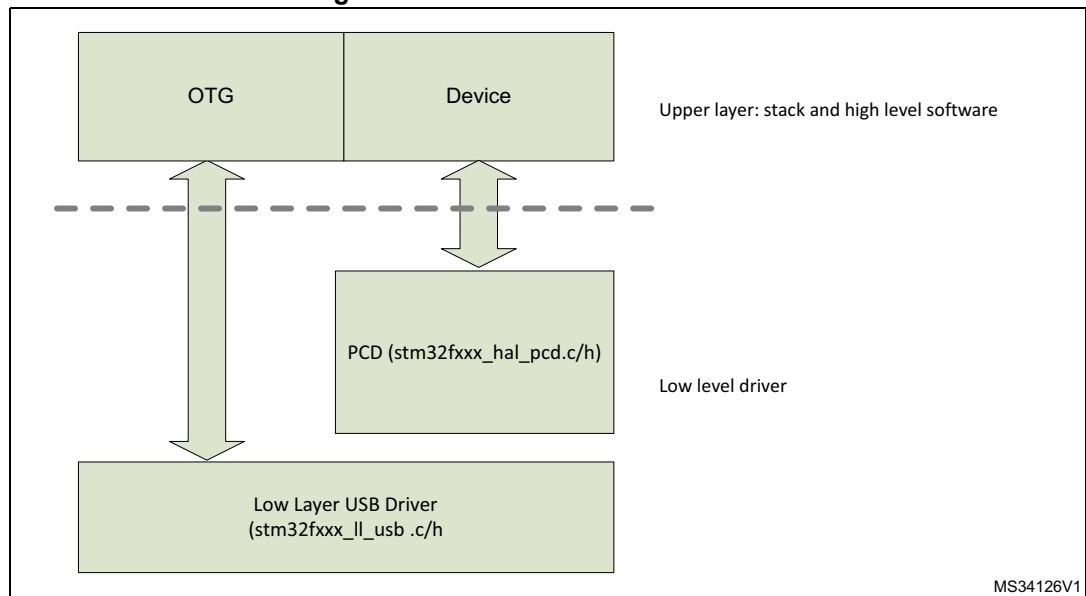 OTG
Device
Upper layer: stack and high level software
PCD (stm32fxxx_hal_pcd.c/h)
Low level driver
Low Layer USB Driver
(stm32fxxx_ll_usb .c/h
MS34126V1